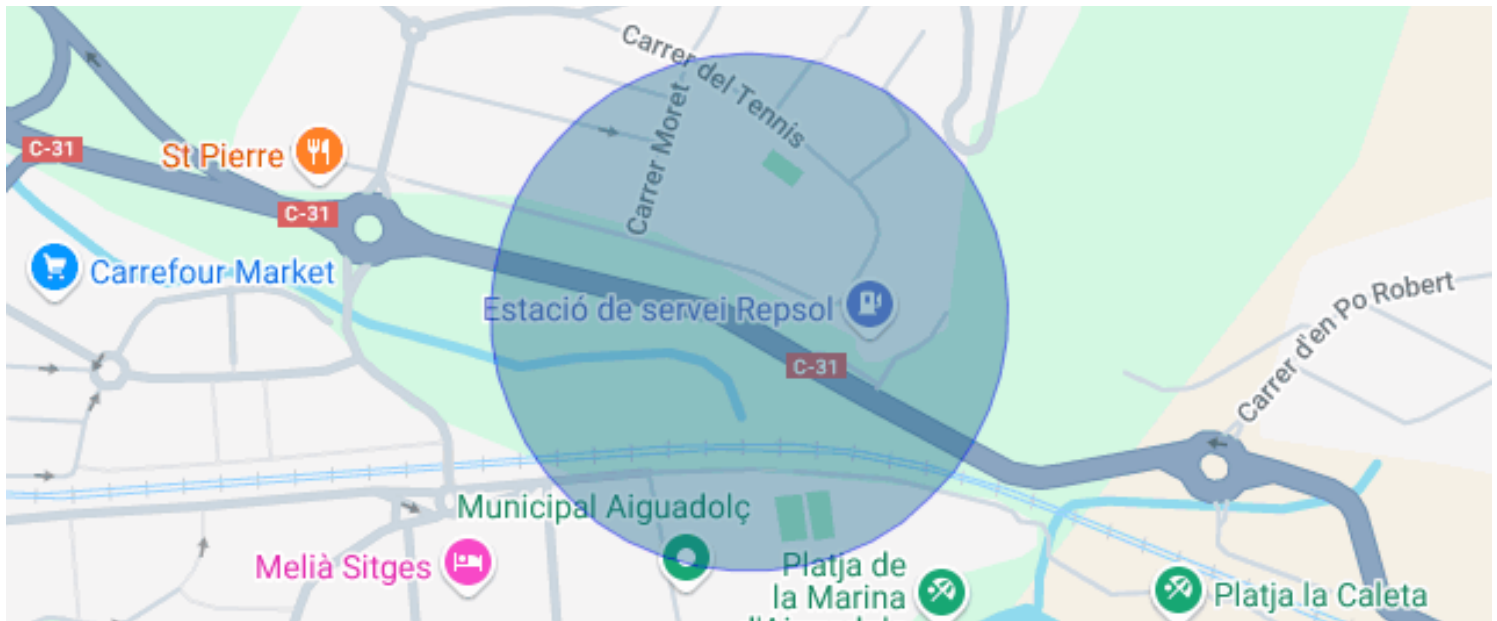 Carrer del Tennis
Carrer Moret
C-31
St Pierre
C-31
Carrefour Market
Estació de servei Repsol
C-31
Carrer d'en Po Robert
Municipal Aiguadolç
Melià Sitges
Platja de
la Marina
Platja la Caleta